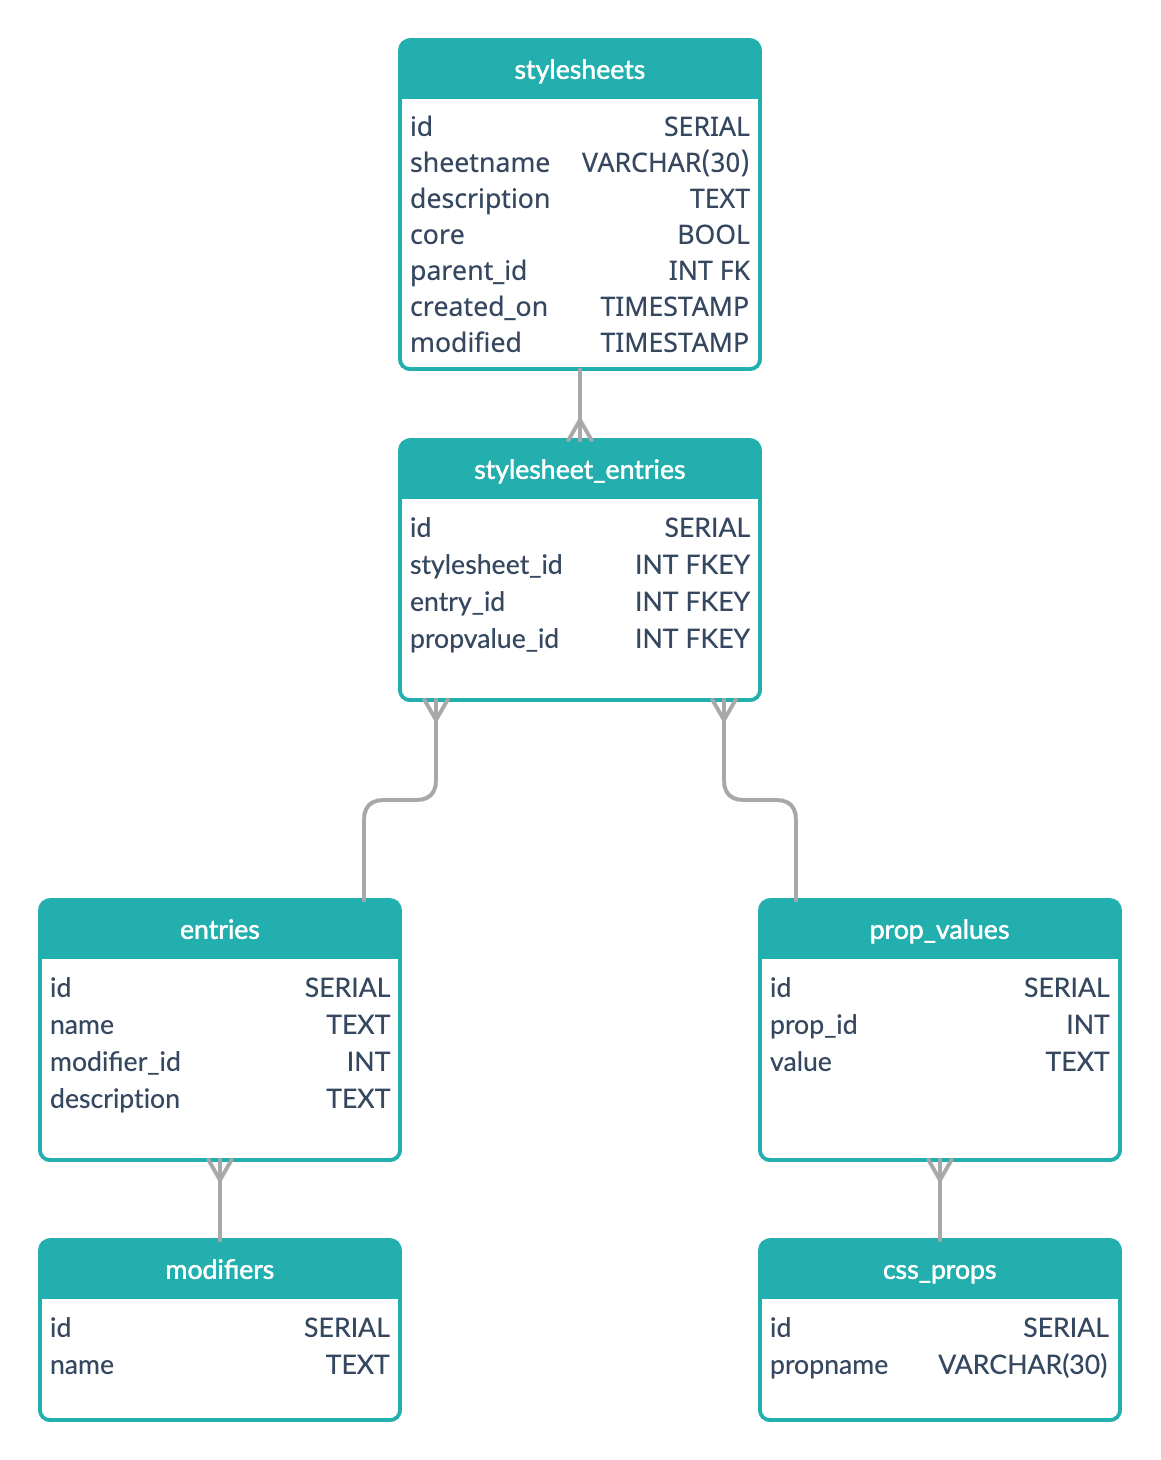 stylesheets
id SERIAL
sheetname VARCHAR(30)
description TEXT
core BOOL
parent_id INT FK
created_on TIMESTAMP
modified TIMESTAMP
stylesheet_entries
id SERIAL
stylesheet_id INT FKEY
entry_id INT FKEY
propvalue_id INT FKEY
entries
id SERIAL
name TEXT
modifier_id INT
description TEXT
prop_values
id SERIAL
prop_id INT
value TEXT
modifiers
id SERIAL
name TEXT
css_props
id SERIAL
propname VARCHAR(30)